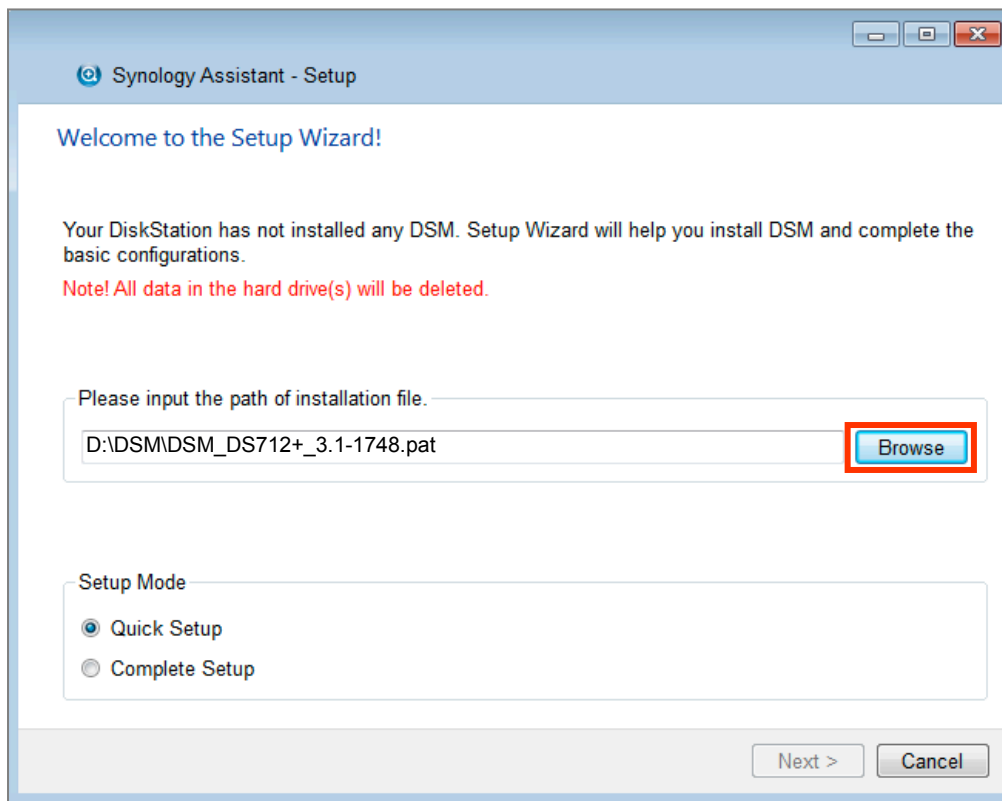 Synology Assistant - Setup
Welcome to the Setup Wizard!
Your DiskStation has not installed any DSM. Setup Wizard will help you install DSM and complete the
basic configurations.
Note! All data in the hard drive(s) will be deleted.
Please input the path of installation file.
D:\DSM\DSM_DS712+_3.1-1748.pat
Browse
Setup Mode
Quick Setup
Complete Setup
Next >
Cancel